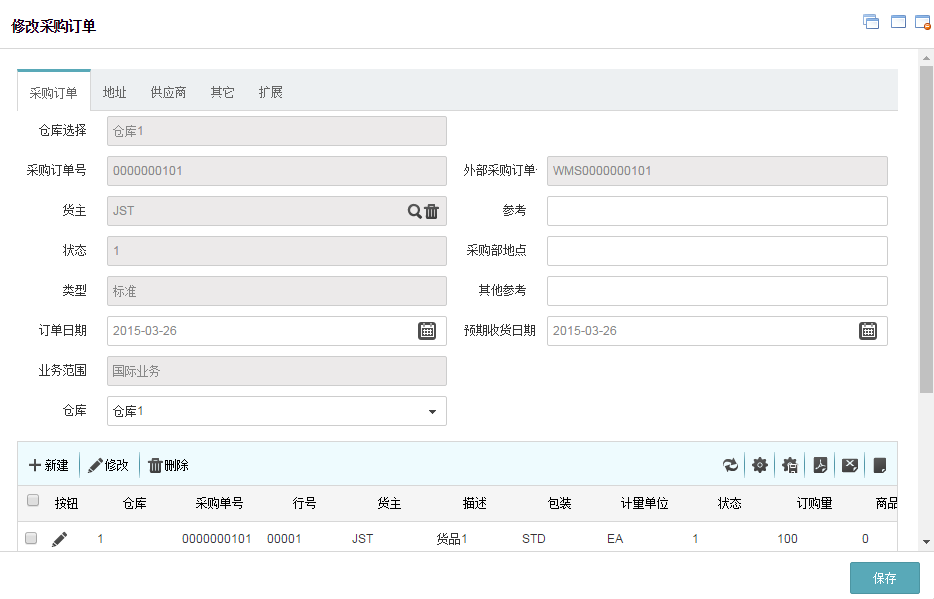 修改采购订单
采购订单 地址 供应商 其它 扩展
仓库选择 仓库1
采购订单号 0000000101 外部采购订单 WMS0000000101
货主 JST 参考
状态 1 采购部地点
类型 标准 其他参考
订单日期 2015-03-26 预期收货日期 2015-03-26
业务范围 国际业务
仓库 仓库1
新建 修改 删除
按钮 仓库 采购单号 行号 货主 描述 包装 计量单位 状态 订购量 商品
1 0000000101 00001 JST 货品1 STD EA 1 100 0
保存